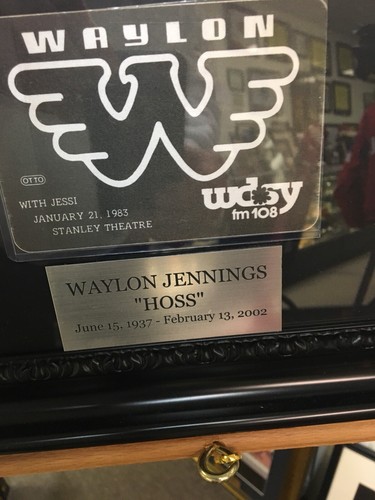 WAYLON
OTTO
WITH JESSI
JANUARY 21, 1983
STANLEY THEATRE
wdsy
fm 108
WAYLON JENNINGS
"HOSS"
June 15, 1937 - February 13, 2002